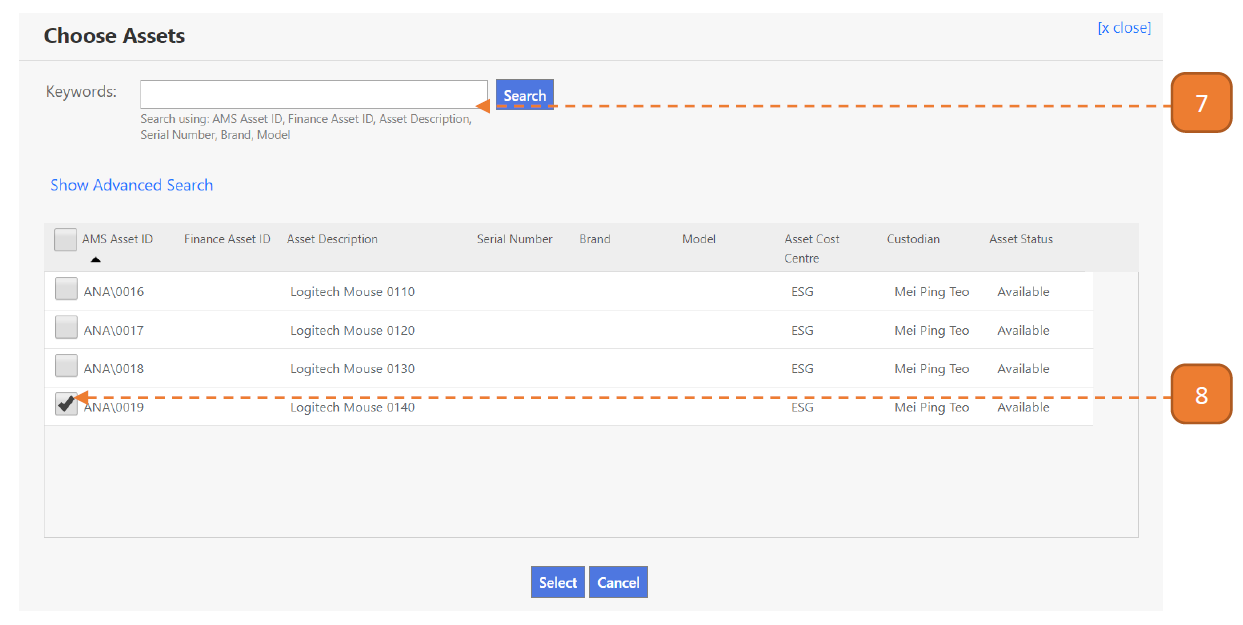 Choose Assets
[x close]
Keywords:
Search
7
Search using: AMS Asset ID, Finance Asset ID, Asset Description,
Serial Number, Brand, Model
Show Advanced Search
AMS Asset ID Finance Asset ID Asset Description Serial Number Brand Model Asset Cost Centre Custodian Asset Status
ANA\0016 Logitech Mouse 0110 ESG Mei Ping Teo Available
ANA\0017 Logitech Mouse 0120 ESG Mei Ping Teo Available
ANA\0018 Logitech Mouse 0130 ESG Mei Ping Teo Available
ANA\0019 Logitech Mouse 0140 ESG Mei Ping Teo Available
8
Select Cancel